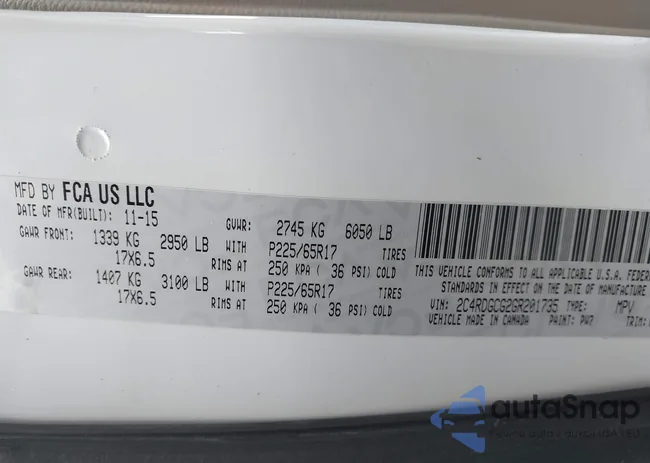 MFD BY FCA US LLC
DATE OF MFR(BUILT): 11-15 GVWR: 2745 KG 6050 LB
GAWR FRONT: 1339 KG 2950 LB WITH P225/65R17 TIRES
17X6.5 RIMS AT 250 KPA ( 36 PSI) COLD
GAWR REAR: 1407 KG 3100 LB WITH P225/65R17 TIRES
17X6.5 RIMS AT 250 KPA ( 36 PSI) COLD
THIS VEHICLE CONFORMS TO ALL APPLICABLE U.S.A. FEDERA
STANDARDS IN EFFECT ON THE DATE OF MANUFACTURE
VIN: 2C4RDGCG2GR201735 TYPE: MPV
VEHICLE MADE IN CANADA PAINT: PW7 TRIM:
autaSnap